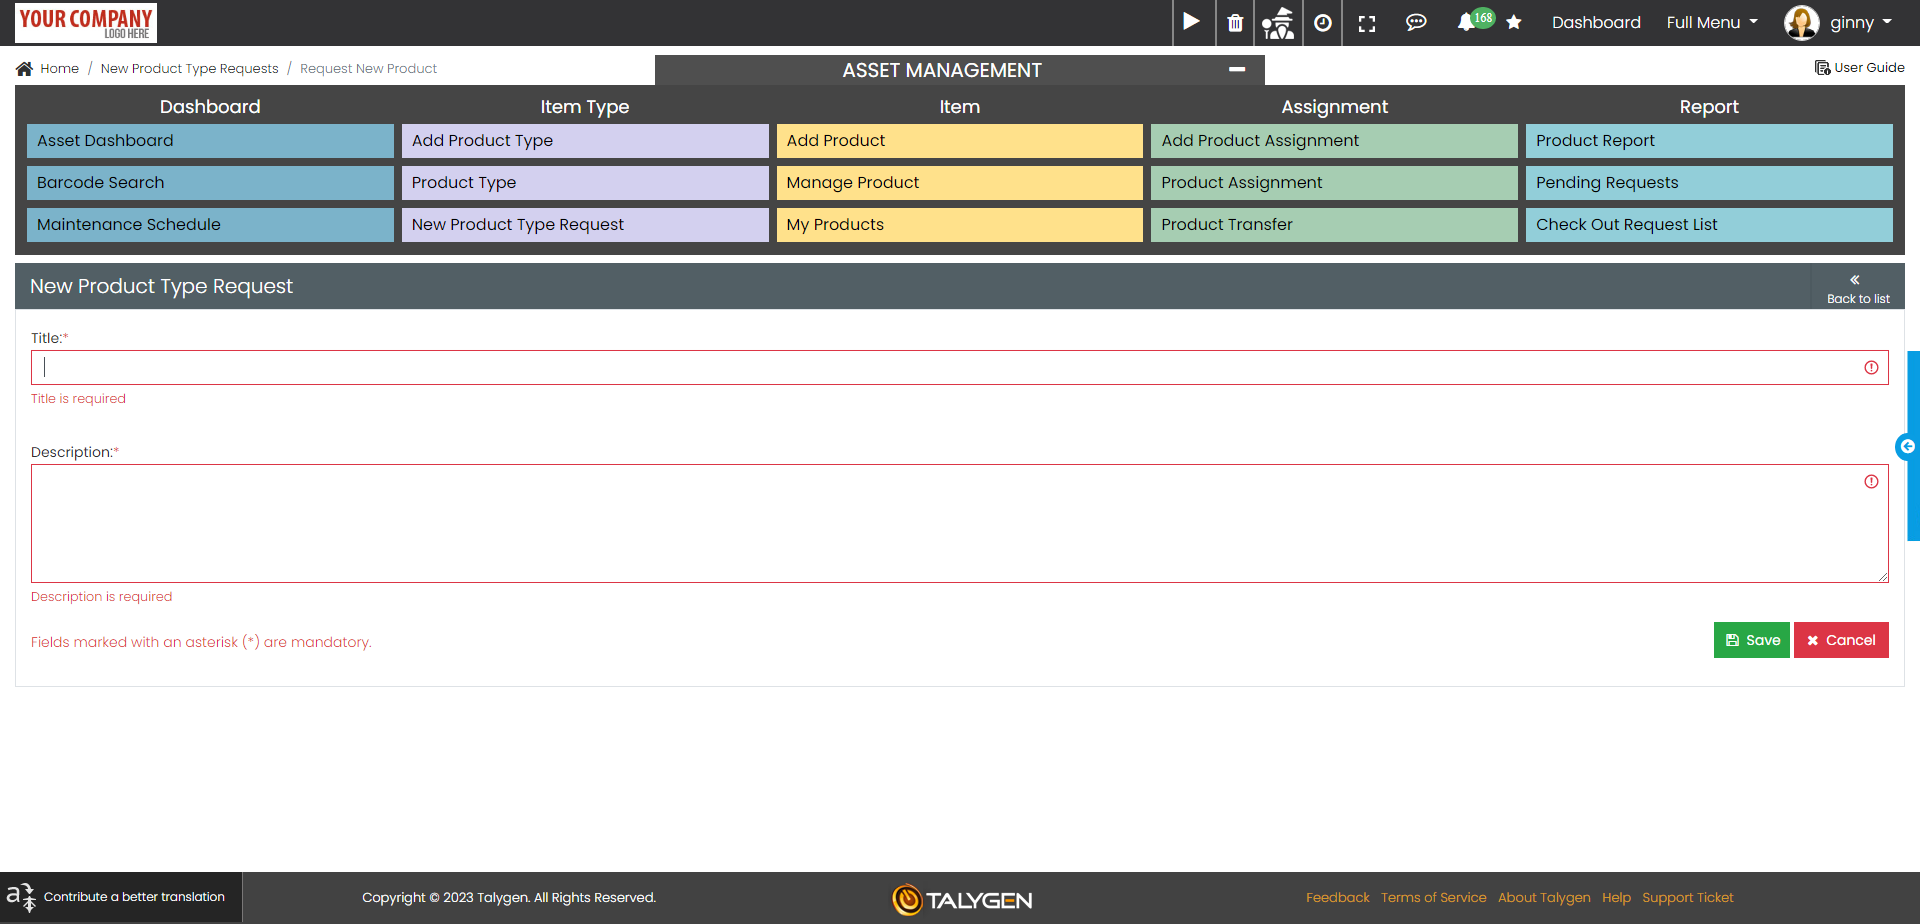 YOUR COMPANY
LOGO HERE
168
Dashboard
Full Menu
ginny
Home / New Product Type Requests / Request New Product
ASSET MANAGEMENT
User Guide
Dashboard
Item Type
Item
Assignment
Report
Asset Dashboard
Add Product Type
Add Product
Add Product Assignment
Product Report
Barcode Search
Product Type
Manage Product
Product Assignment
Pending Requests
Maintenance Schedule
New Product Type Request
My Products
Product Transfer
Check Out Request List
New Product Type Request
Back to list
Title:*
Title is required
Description:*
Description is required
Fields marked with an asterisk (*) are mandatory.
Save
Cancel
Contribute a better translation
Copyright © 2023 Talygen. All Rights Reserved.
TALYGEN
Feedback
Terms of Service
About Talygen
Help
Support Ticket